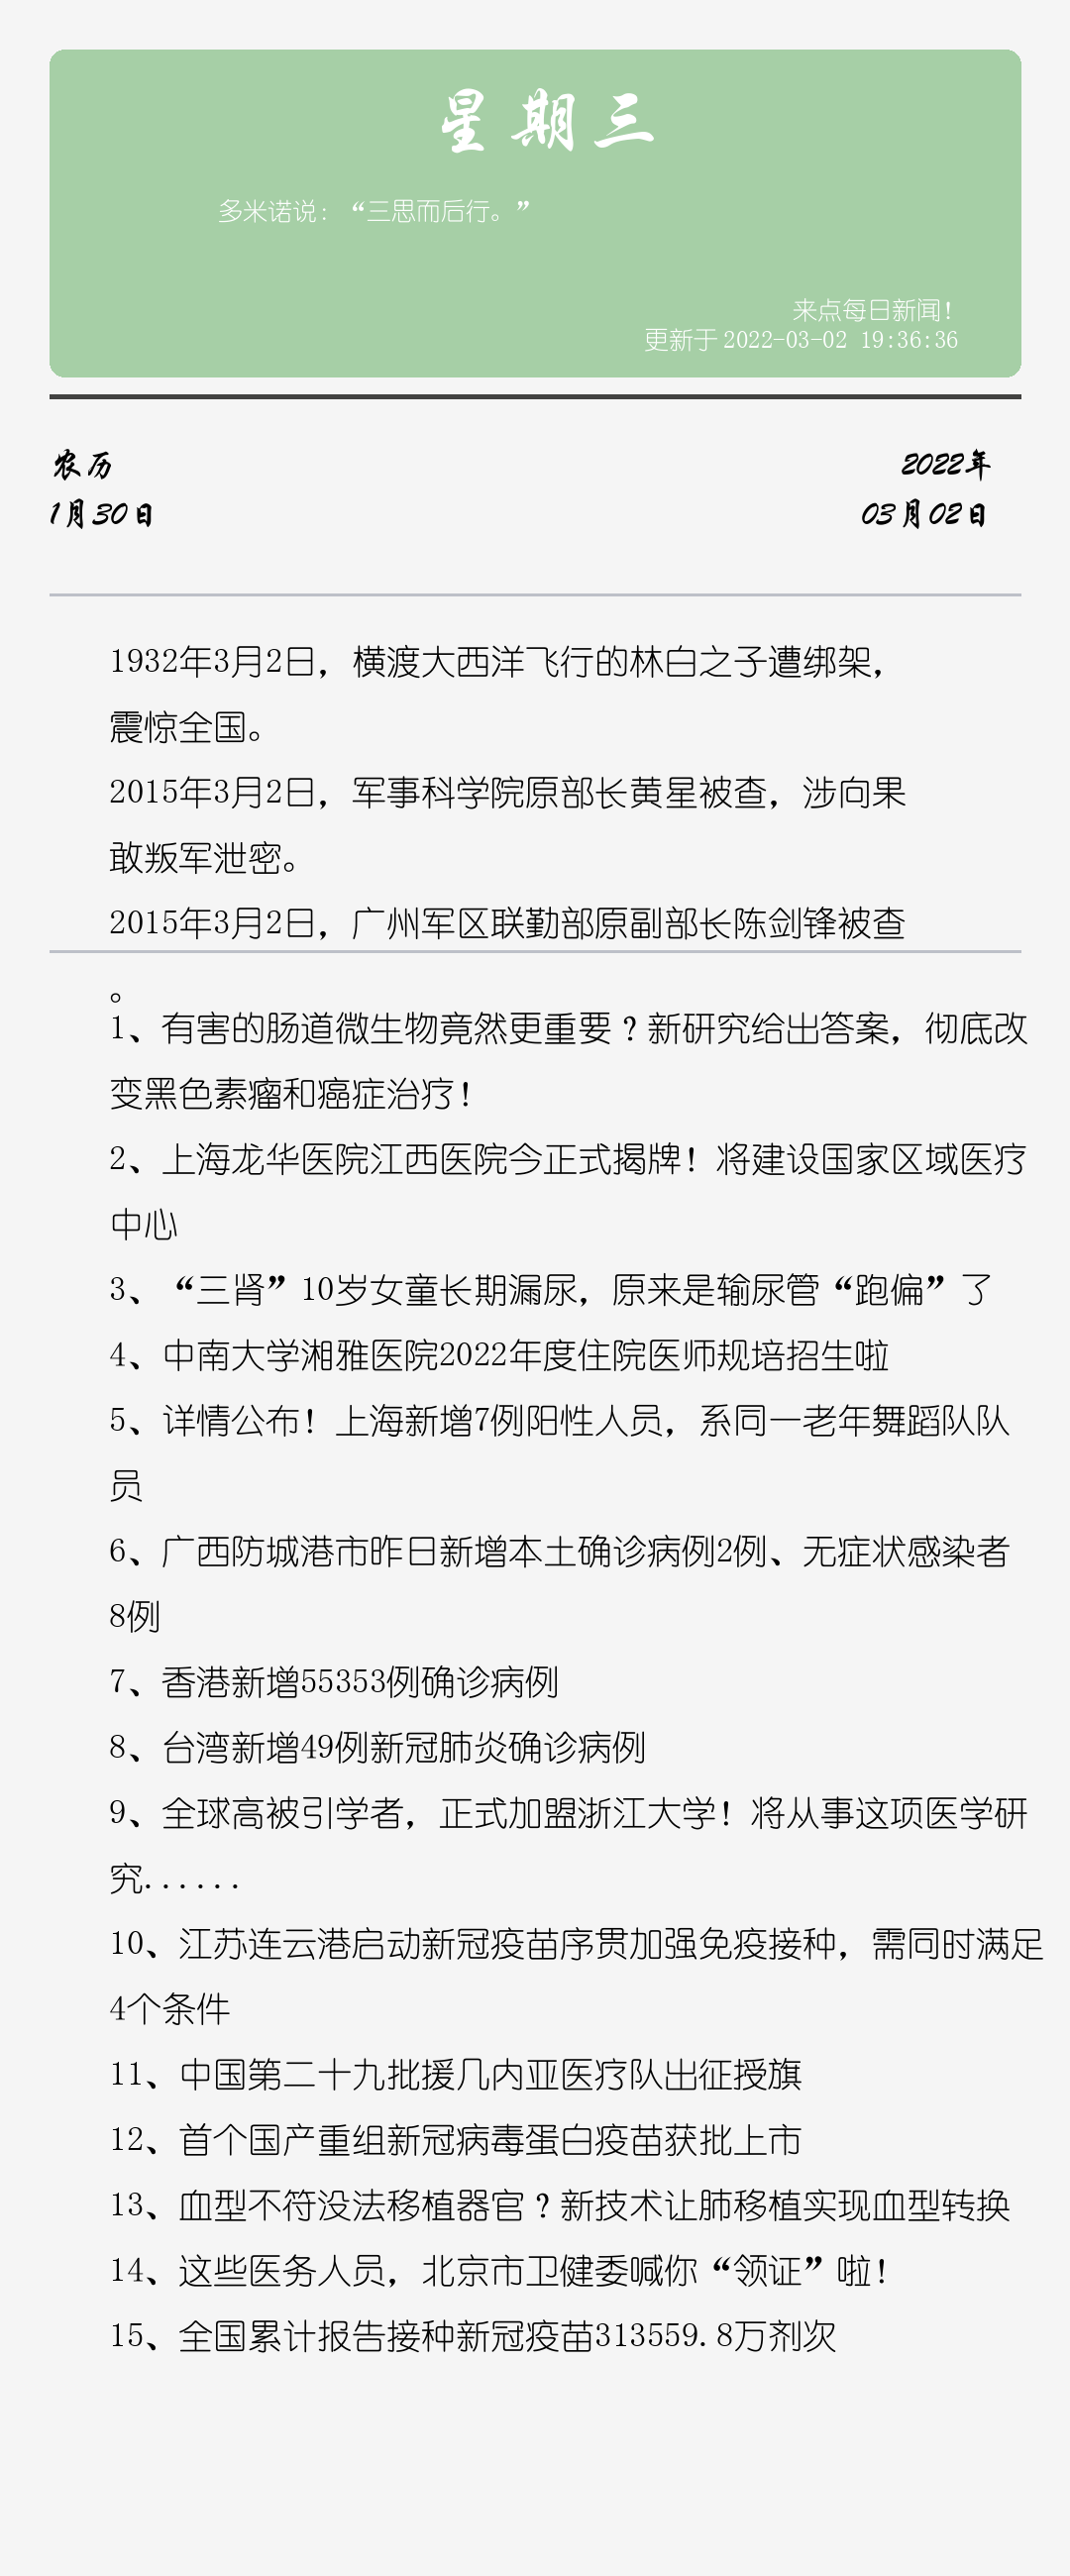 星期三
多米诺说：“三思而后行。”
来点每日新闻！
更新于 2022-03-02 19:36:36
农历
2022年
1月30日
03月02日
1932年3月2日，横渡大西洋飞行的林白之子遭绑架，
震惊全国。
2015年3月2日，军事科学院原部长黄星被查，涉向果
敢叛军泄密。
2015年3月2日，广州军区联勤部原副部长陈剑锋被查
。
1、有害的肠道微生物竟然更重要？新研究给出答案，彻底改
变黑色素瘤和癌症治疗！
2、上海龙华医院江西医院今正式揭牌！将建设国家区域医疗
中心
3、“三肾”10岁女童长期漏尿，原来是输尿管“跑偏”了
4、中南大学湘雅医院2022年度住院医师规培招生啦
5、详情公布！上海新增7例阳性人员，系同一老年舞蹈队队
员
6、广西防城港市昨日新增本土确诊病例2例、无症状感染者
8例
7、香港新增55353例确诊病例
8、台湾新增49例新冠肺炎确诊病例
9、全球高被引学者，正式加盟浙江大学！将从事这项医学研
究......
10、江苏连云港启动新冠疫苗序贯加强免疫接种，需同时满足
4个条件
11、中国第二十九批援几内亚医疗队出征授旗
12、首个国产重组新冠病毒蛋白疫苗获批上市
13、血型不符没法移植器官？新技术让肺移植实现血型转换
14、这些医务人员，北京市卫健委喊你“领证”啦！
15、全国累计报告接种新冠疫苗313559.8万剂次